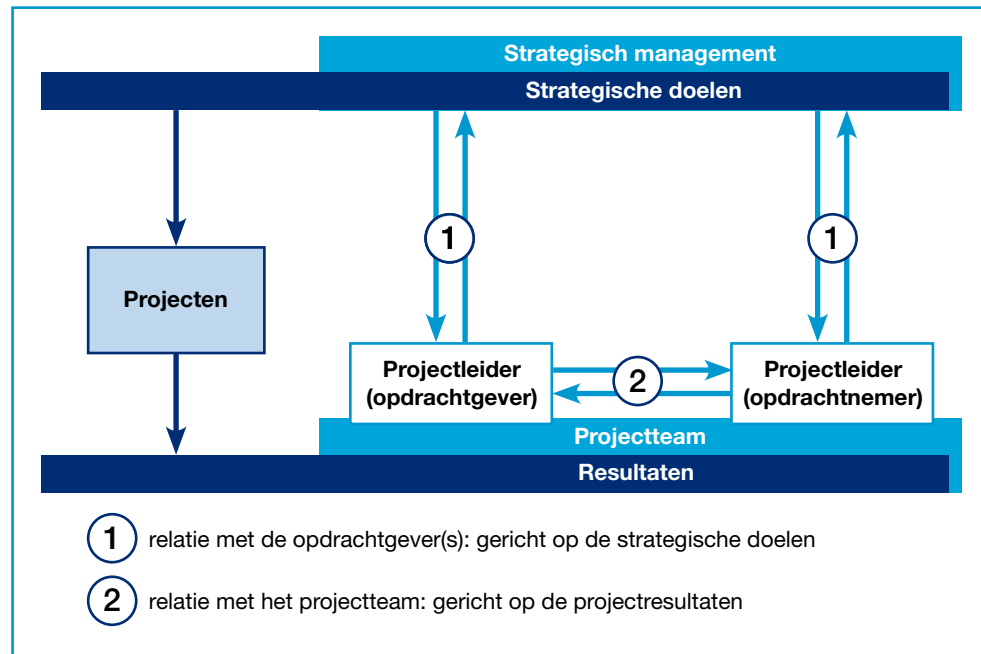 Strategisch management
Strategische doelen
1
1
Projecten
Projectleider
(opdrachtgever)
2
Projectleider
(opdrachtnemer)
Projectteam
Resultaten
1 relatie met de opdrachtgever(s): gericht op de strategische doelen
2 relatie met het projectteam: gericht op de projectresultaten